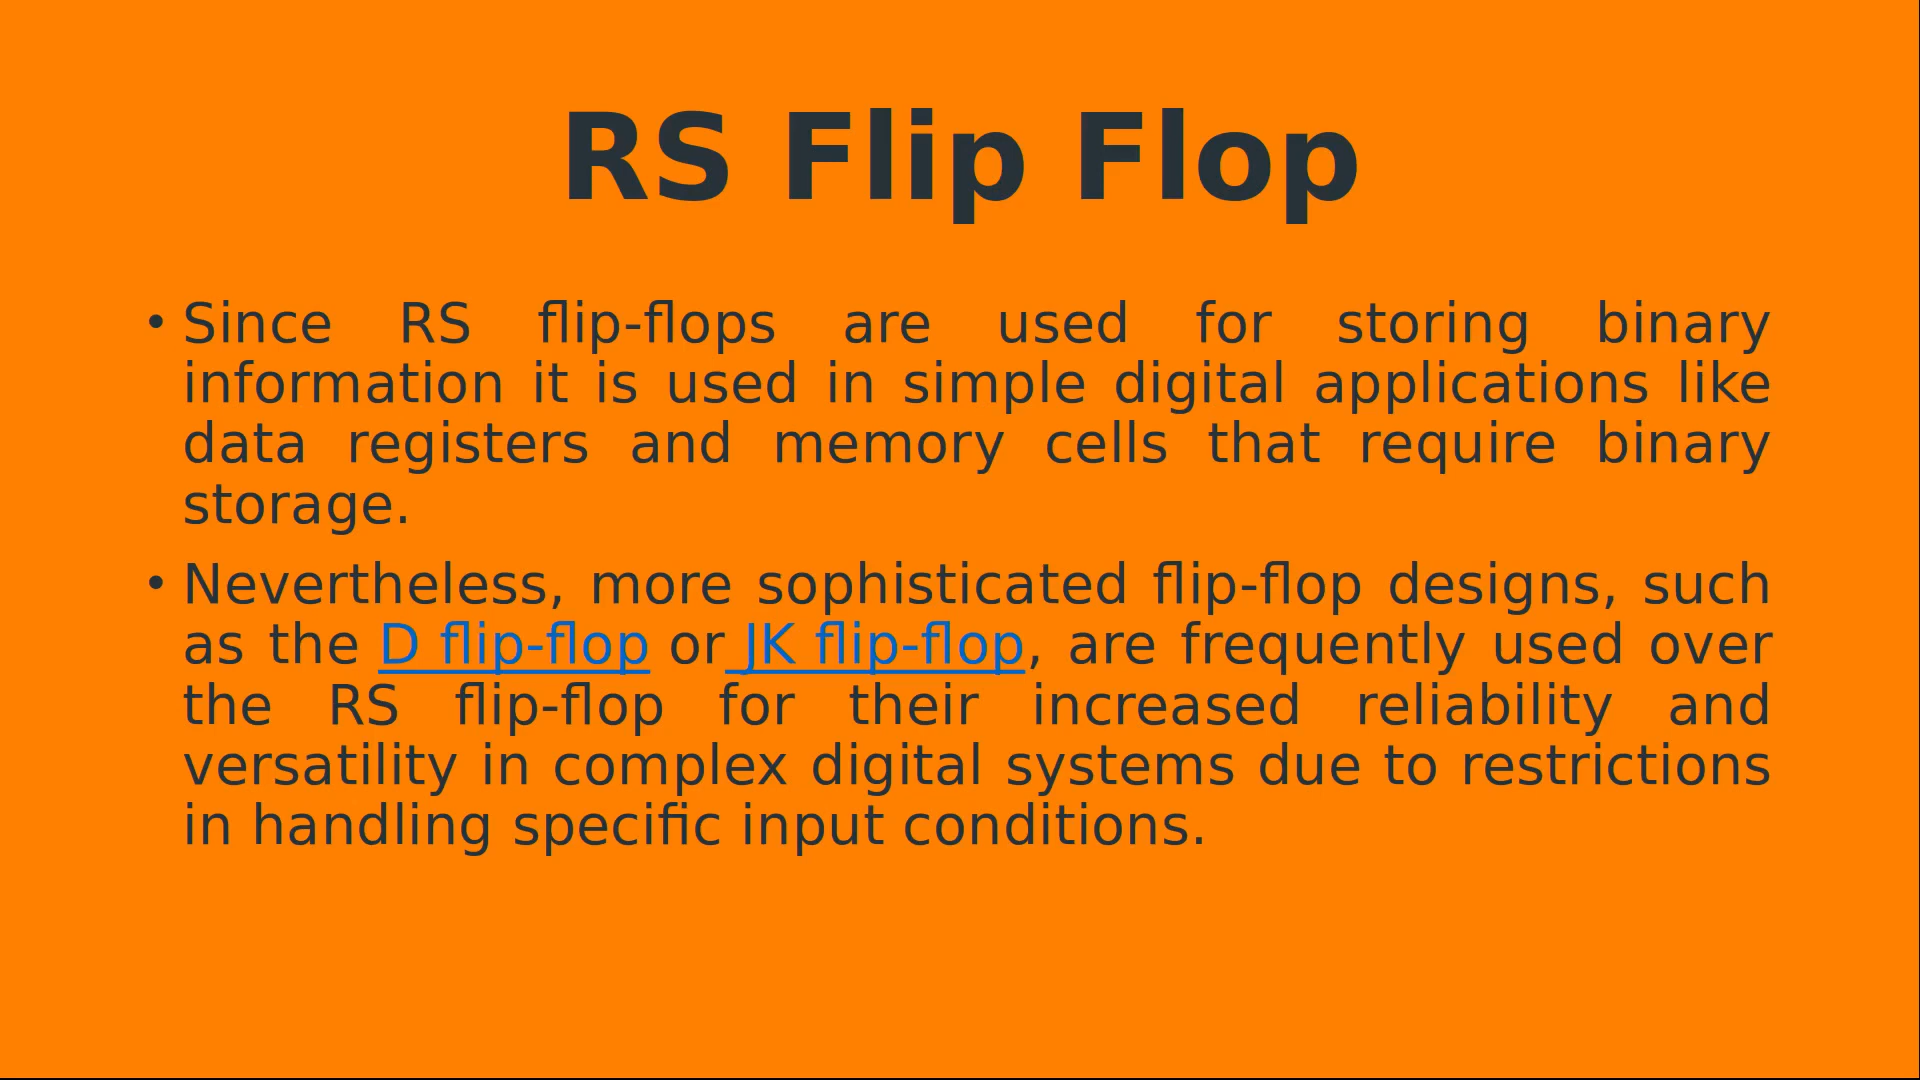 RS Flip Flop
• Since RS flip-flops are used for storing binary
information it is used in simple digital applications like
data registers and memory cells that require binary
storage.
• Nevertheless, more sophisticated flip-flop designs, such
as the D flip-flop or JK flip-flop, are frequently used over
the RS flip-flop for their increased reliability and
versatility in complex digital systems due to restrictions
in handling specific input conditions.